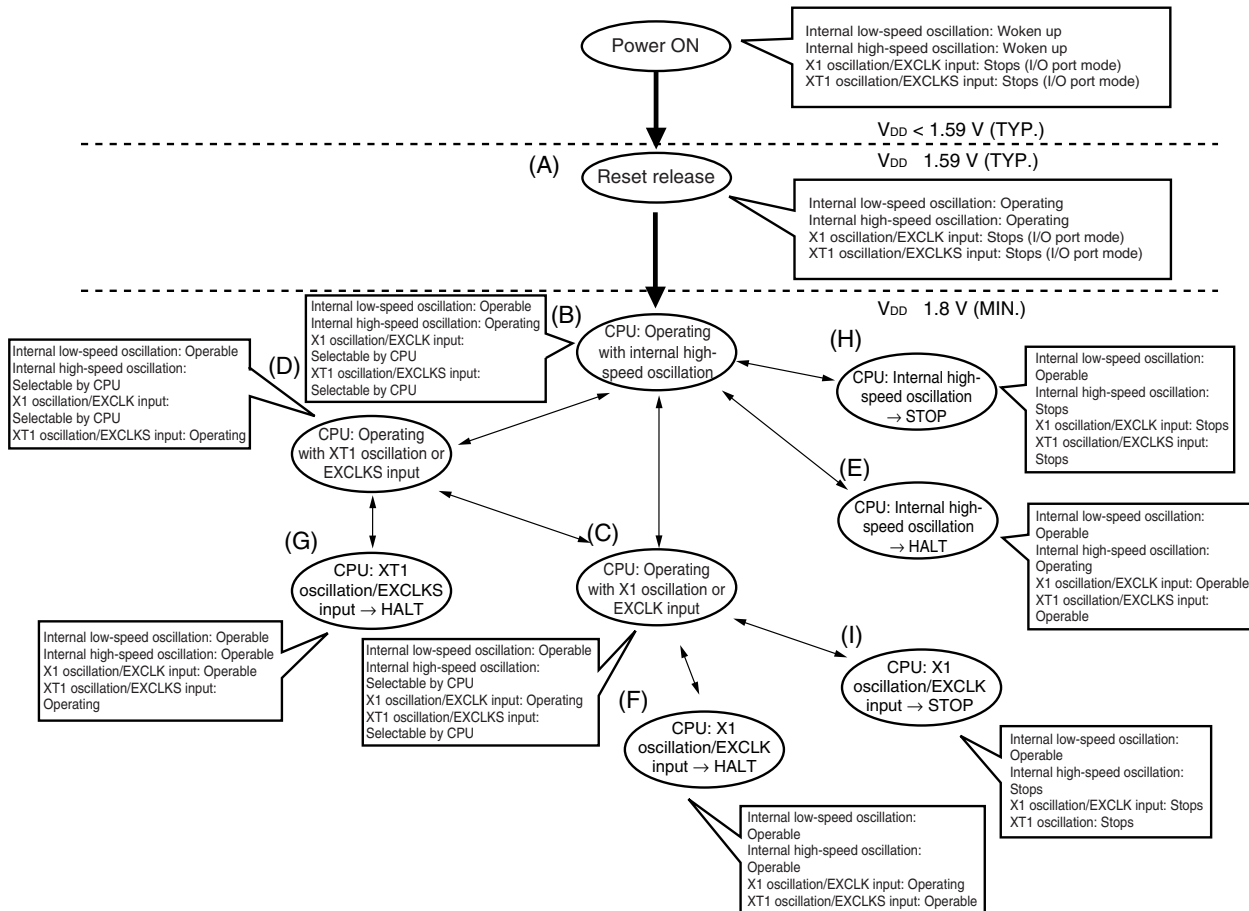 Power ON
Internal low-speed oscillation: Woken up
Internal high-speed oscillation: Woken up
X1 oscillation/EXCLK input: Stops (I/O port mode)
XT1 oscillation/EXCLKS input: Stops (I/O port mode)
VDD < 1.59 V (TYP.)
VDD 1.59 V (TYP.)
(A)
Reset release
Internal low-speed oscillation: Operating
Internal high-speed oscillation: Operating
X1 oscillation/EXCLK input: Stops (I/O port mode)
XT1 oscillation/EXCLKS input: Stops (I/O port mode)
VDD 1.8 V (MIN.)
Internal low-speed oscillation: Operable
Internal high-speed oscillation: Operating
X1 oscillation/EXCLK input:
Selectable by CPU
XT1 oscillation/EXCLKS input:
Selectable by CPU
(B)
CPU: Operating
with internal high-
speed oscillation
Internal low-speed oscillation: Operable
Internal high-speed oscillation:
Selectable by CPU
X1 oscillation/EXCLK input:
Selectable by CPU
XT1 oscillation/EXCLKS input: Operating
(D)
CPU: Operating
with XT1 oscillation or
EXCLKS input
(H)
CPU: Internal high-
speed oscillation
→ STOP
Internal low-speed oscillation:
Operable
Internal high-speed oscillation:
Stops
X1 oscillation/EXCLK input: Stops
XT1 oscillation/EXCLKS input:
Stops
(E)
CPU: Internal high-
speed oscillation
→ HALT
Internal low-speed oscillation:
Operable
Internal high-speed oscillation:
Operating
X1 oscillation/EXCLK input: Operable
XT1 oscillation/EXCLKS input:
Operable
(G)
CPU: XT1
oscillation/EXCLKS
input → HALT
Internal low-speed oscillation: Operable
Internal high-speed oscillation: Operable
X1 oscillation/EXCLK input: Operable
XT1 oscillation/EXCLKS input:
Operating
(C)
CPU: Operating
with X1 oscillation or
EXCLK input
Internal low-speed oscillation: Operable
Internal high-speed oscillation:
Selectable by CPU
X1 oscillation/EXCLK input: Operating
XT1 oscillation/EXCLKS input:
Selectable by CPU
(I)
CPU: X1
oscillation/EXCLK
input → STOP
Internal low-speed oscillation:
Operable
Internal high-speed oscillation:
Stops
X1 oscillation/EXCLK input: Stops
XT1 oscillation: Stops
(F)
CPU: X1
oscillation/EXCLK
input → HALT
Internal low-speed oscillation:
Operable
Internal high-speed oscillation:
Operable
X1 oscillation/EXCLK input: Operating
XT1 oscillation/EXCLKS input: Operable